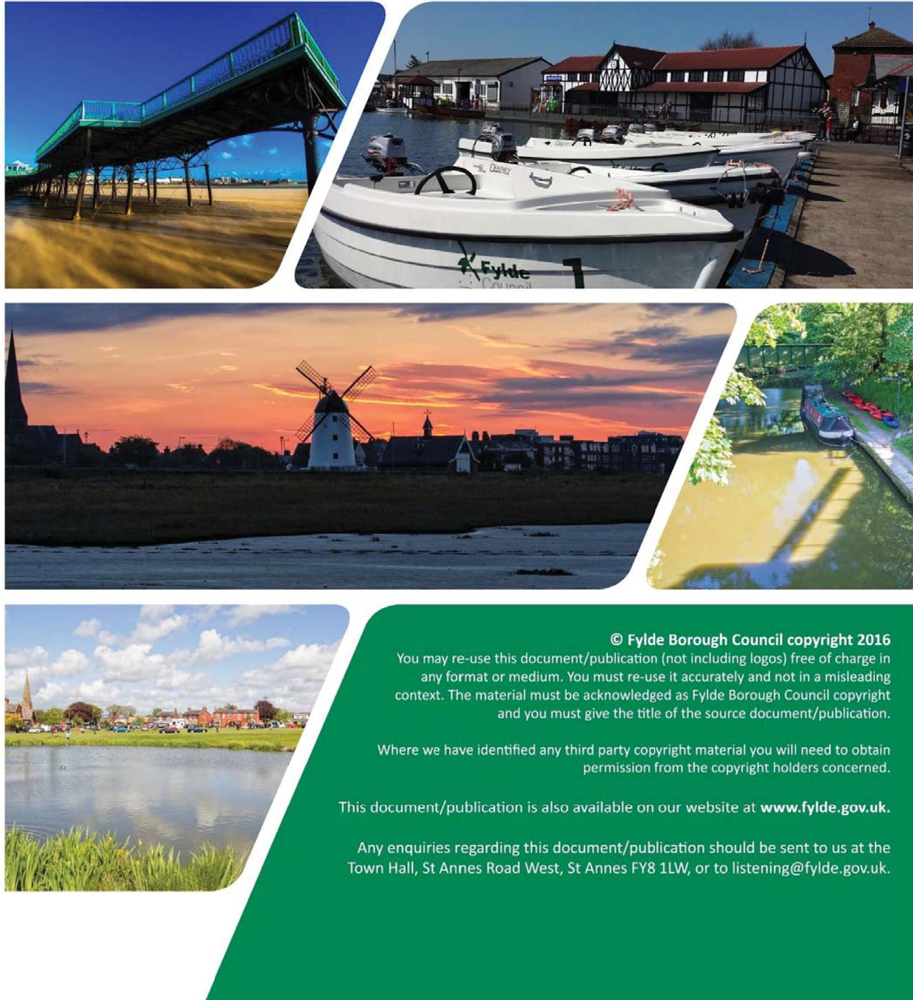 ORKNEY
Fylde
Council
1
© Fylde Borough Council copyright 2016
You may re-use this document/publication (not including logos) free of charge in
any format or medium. You must re-use it accurately and not in a misleading
context. The material must be acknowledged as Fylde Borough Council copyright
and you must give the title of the source document/publication.
Where we have identified any third party copyright material you will need to obtain
permission from the copyright holders concerned.
This document/publication is also available on our website at www.fylde.gov.uk.
Any enquiries regarding this document/publication should be sent to us at the
Town Hall, St Annes Road West, St Annes FY8 1LW, or to listening@fylde.gov.uk.